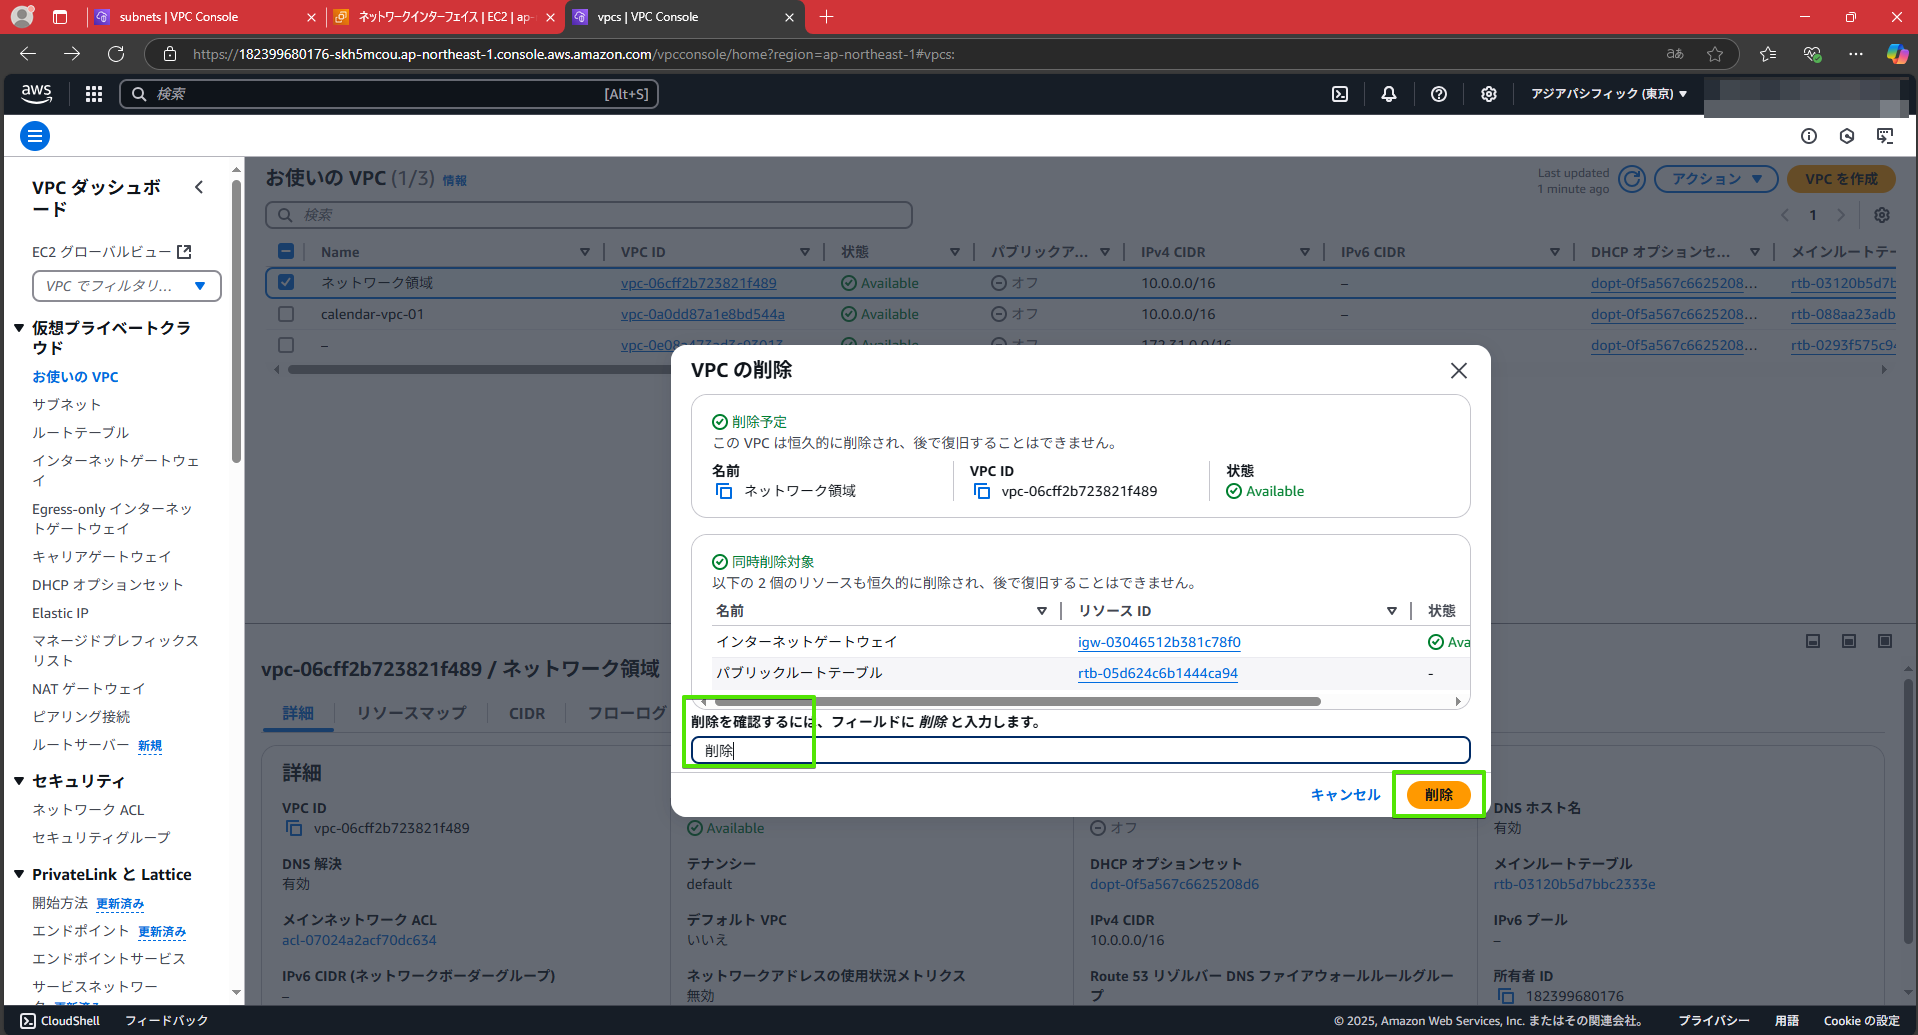 subnets | VPC Console
ネットワークインターフェイス | EC2 | ap-
vpcs | VPC Console
https://182399680176-skh5mcou.ap-northeast-1.console.aws.amazon.com/vpcconsole/home?region=ap-northeast-1#vpcs:
aws
検索
[Alt+S]
アジアパシフィック (東京)
VPC ダッシュボ
ード
EC2 グローバルビュー
VPC でフィルタリ...
仮想プライベートクラ
ウド
お使いの VPC
サブネット
ルートテーブル
インターネットゲートウェ
イ
Egress-only インターネッ
トゲートウェイ
キャリアゲートウェイ
DHCP オプションセット
Elastic IP
マネージドプレフィックス
リスト
NAT ゲートウェイ
ピアリング接続
ルートサーバー 新規
セキュリティ
ネットワーク ACL
セキュリティグループ
PrivateLink と Lattice
開始方法 更新済み
エンドポイント 更新済み
エンドポイントサービス
サービスネットワー
お使いの VPC (1/3) 情報
Last updated
1 minute ago
アクション
VPC を作成
検索
1
Name VPC ID 状態 パブリックア... IPv4 CIDR IPv6 CIDR DHCP オプションセ... メインルートテー
ネットワーク領域 vpc-06cff2b723821f489 Available オフ 10.0.0.0/16 – dopt-0f5a567c6625208... rtb-03120b5d7b
calendar-vpc-01 vpc-0a0dd87a1e8bd544a Available オフ 10.0.0.0/16 – dopt-0f5a567c6625208... rtb-088aa23adb
– dopt-0f5a567c6625208... rtb-0293f575c94
VPC の削除
削除予定
この VPC は恒久的に削除され、後で復旧することはできません。
名前 VPC ID 状態
ネットワーク領域 vpc-06cff2b723821f489 Available
同時削除対象
以下の 2 個のリソースも恒久的に削除され、後で復旧することはできません。
名前 リソース ID 状態
インターネットゲートウェイ igw-03046512b381c78f0 Ava
パブリックルートテーブル rtb-05d624c6b1444ca94 -
削除を確認するには、フィールドに 削除 と入力します。
削除
キャンセル 削除
vpc-06cff2b723821f489 / ネットワーク領域
詳細 リソースマップ CIDR フローログ
詳細
VPC ID
vpc-06cff2b723821f489
Available
オフ
DNS ホスト名
有効
DNS 解決
有効
テナンシー
default
DHCP オプションセット
dopt-0f5a567c6625208d6
メインルートテーブル
rtb-03120b5d7bbc2333e
メインネットワーク ACL
acl-07024a2acf70dc634
デフォルト VPC
いいえ
IPv4 CIDR
10.0.0.0/16
IPv6 プール
–
IPv6 CIDR (ネットワークボーダーグループ)
–
ネットワークアドレスの使用状況メトリクス
無効
Route 53 リゾルバー DNS ファイアウォールルールグルー
プ
所有者 ID
182399680176
CloudShell フィードバック
© 2025, Amazon Web Services, Inc. またはその関連会社。 プライバシー 用語 Cookie の設定